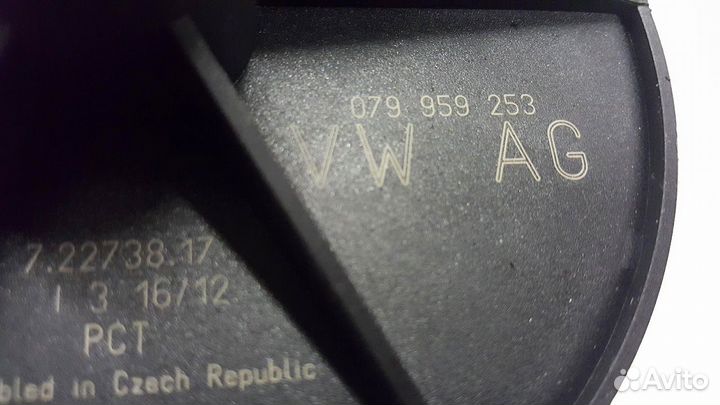 079 959 253
VW AG
7.22738.17
I 3 16/12
PCT
bled in Czech Republic
Avito